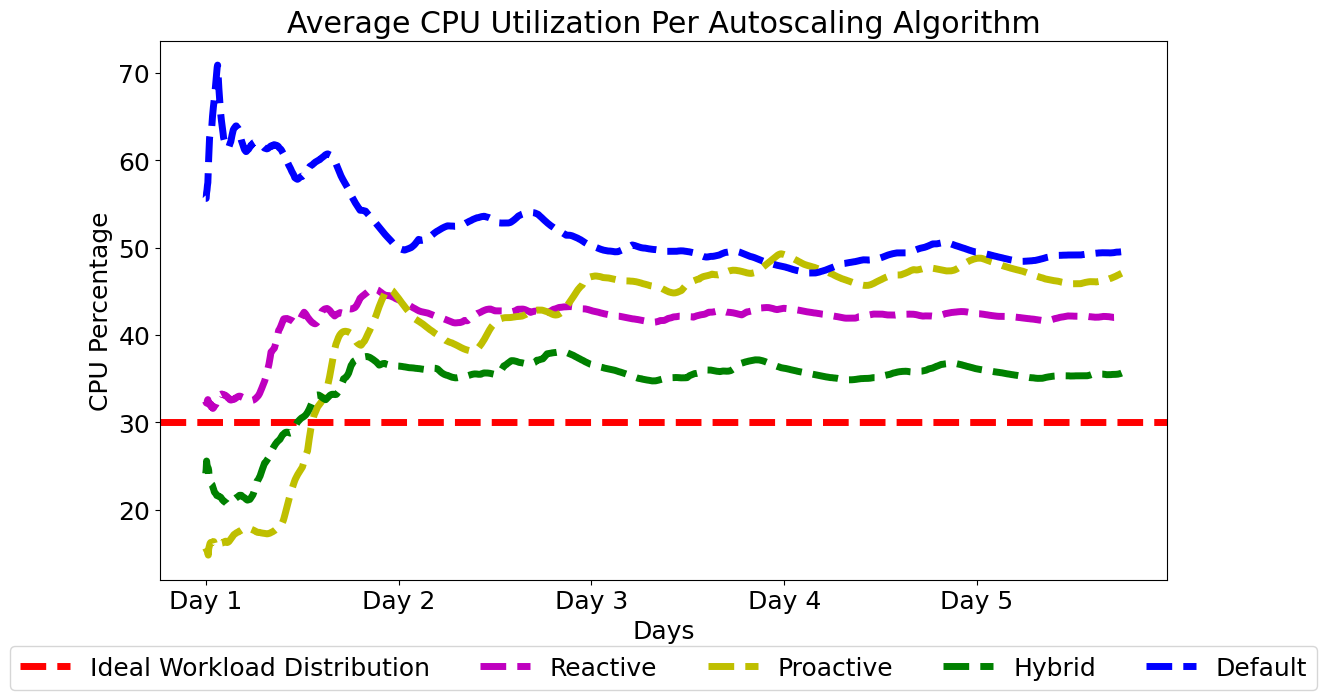 Average CPU Utilization Per Autoscaling Algorithm
CPU Percentage
70
60
50
40
30
20
Day 1 Day 2 Day 3 Day 4 Day 5
Days
Ideal Workload Distribution Reactive Proactive Hybrid Default